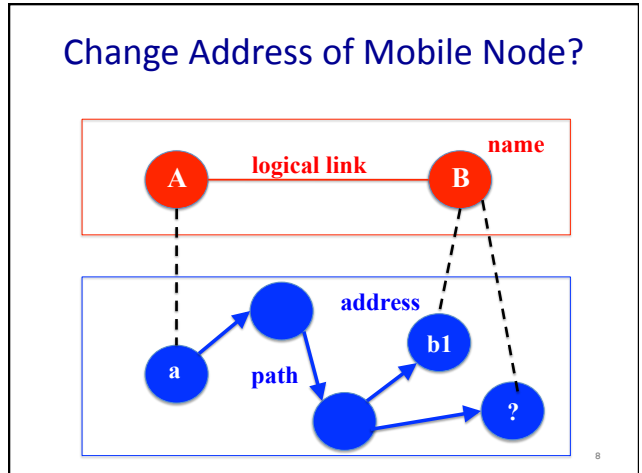 Change Address of Mobile Node?
name
A
logical link
B
address
b1
a
path
?
8